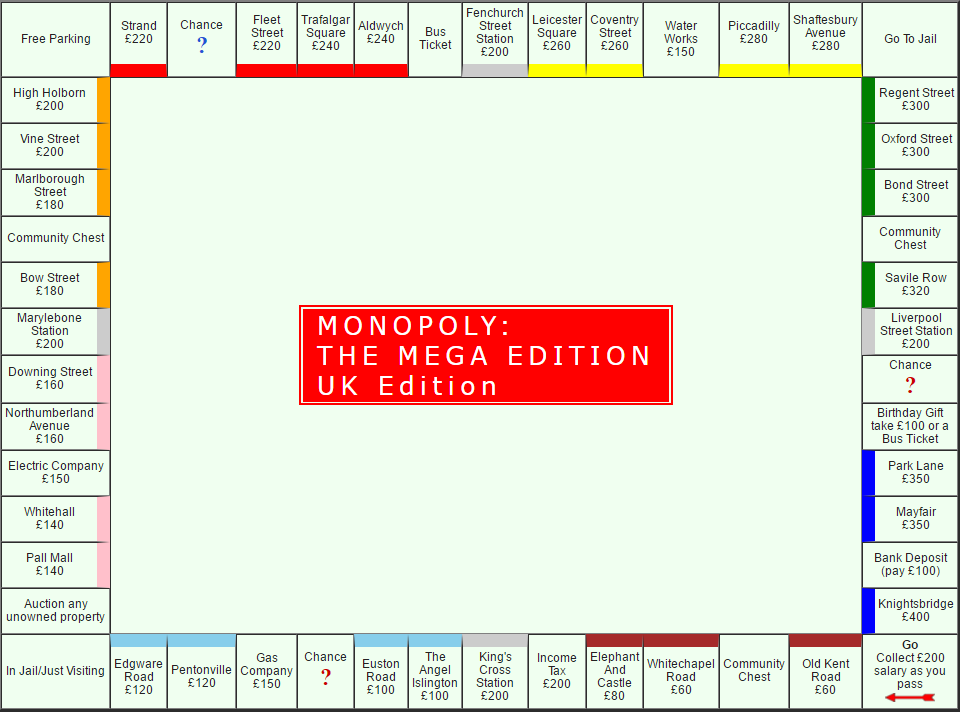 Free Parking
Strand
£220
Chance
?
Fleet
Street
£220
Trafalgar
Square
£240
Aldwych
£240
Bus
Ticket
Fenchurch
Street
Station
£200
Leicester
Square
£260
Coventry
Street
£260
Water
Works
£150
Piccadilly
£280
Shaftesbury
Avenue
£280
Go To Jail
High Holborn
£200
Vine Street
£200
Marlborough
Street
£180
Community Chest
Bow Street
£180
Marylebone
Station
£200
Downing Street
£160
Northumberland
Avenue
£160
Electric Company
£150
Whitehall
£140
Pall Mall
£140
Auction any
unowned property
MONOPOLY:
THE MEGA EDITION
UK Edition
Regent Street
£300
Oxford Street
£300
Bond Street
£300
Community
Chest
Savile Row
£320
Liverpool
Street Station
£200
Chance
?
Birthday Gift
take £100 or a
Bus Ticket
Park Lane
£350
Mayfair
£350
Bank Deposit
(pay £100)
Knightsbridge
£400
In Jail/Just Visiting
Edgware
Road
£120
Pentonville
£120
Gas
Company
£150
Chance
?
Euston
Road
£100
The
Angel
Islington
£100
King's
Cross
Station
£200
Income
Tax
£200
Elephant
And
Castle
£80
Whitechapel
Road
£60
Community
Chest
Old Kent
Road
£60
Go
Collect £200
salary as you
pass